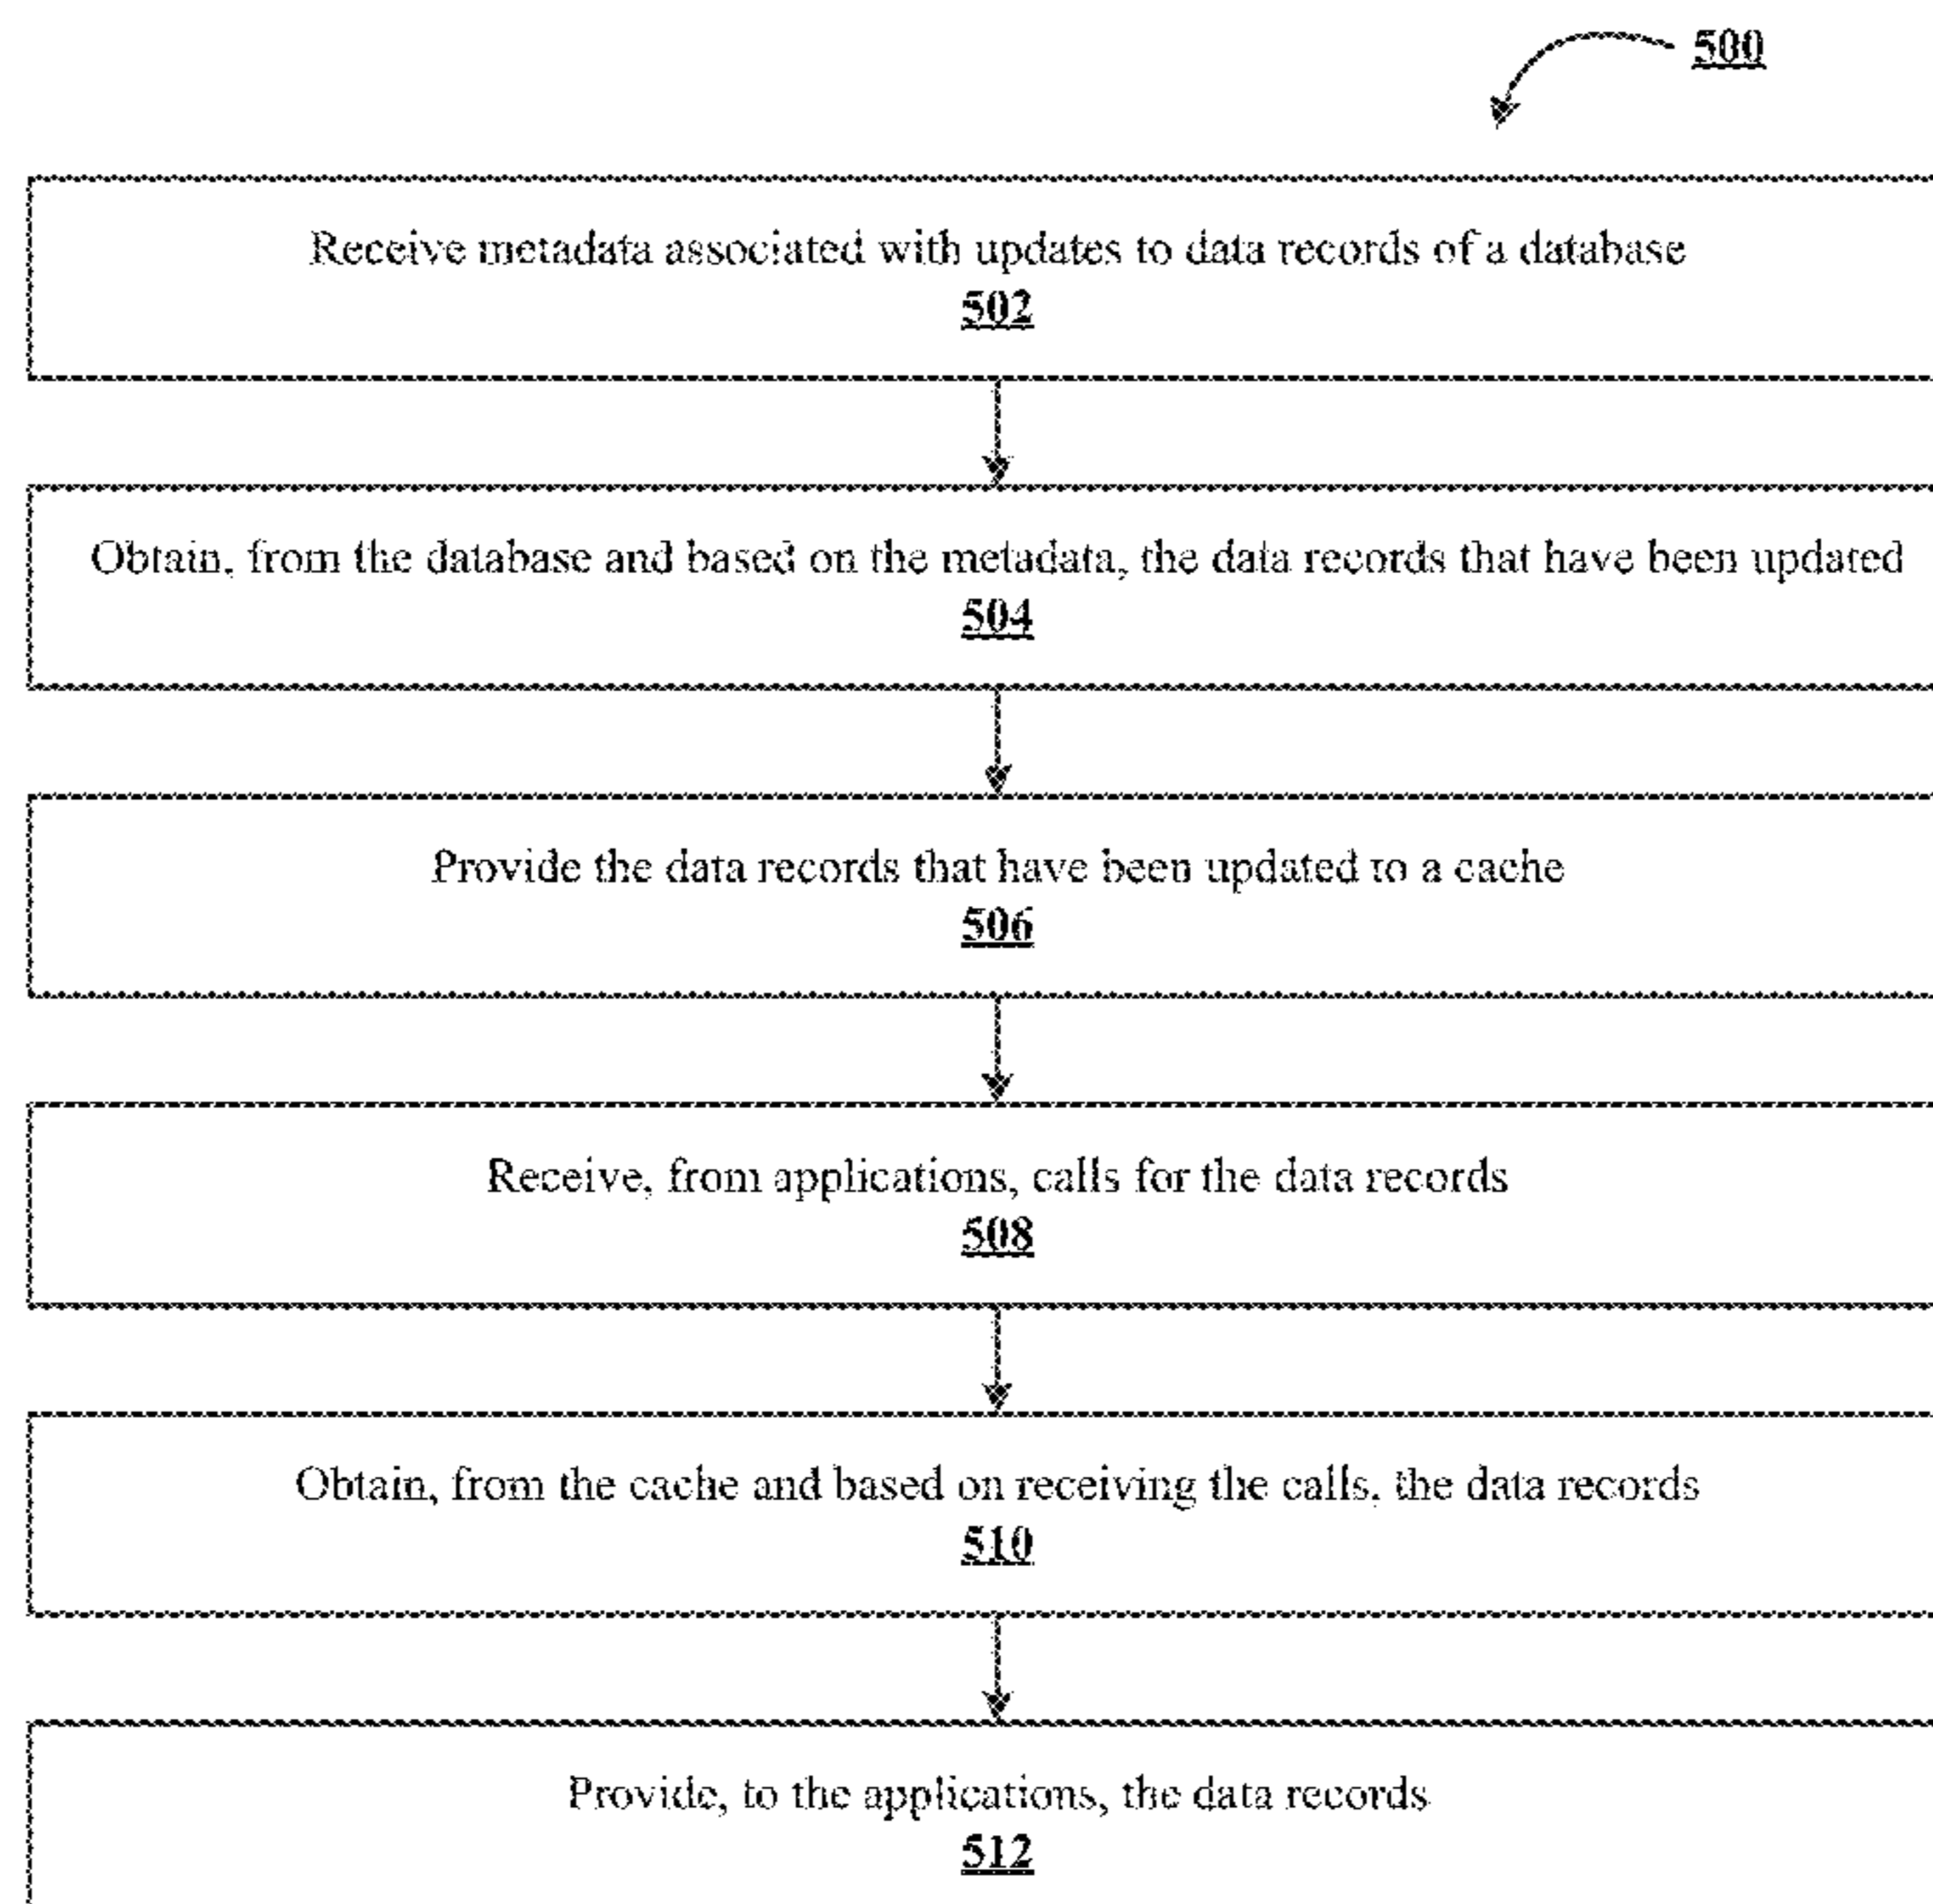 500
Receive metadata associated with updates to data records of a database
502
Obtain, from the database and based on the metadata, the data records that have been updated
504
Provide the data records that have been updated to a cache
506
Receive, from applications, calls for the data records
508
Obtain, from the cache and based on receiving the calls, the data records
510
Provide, to the applications, the data records
512